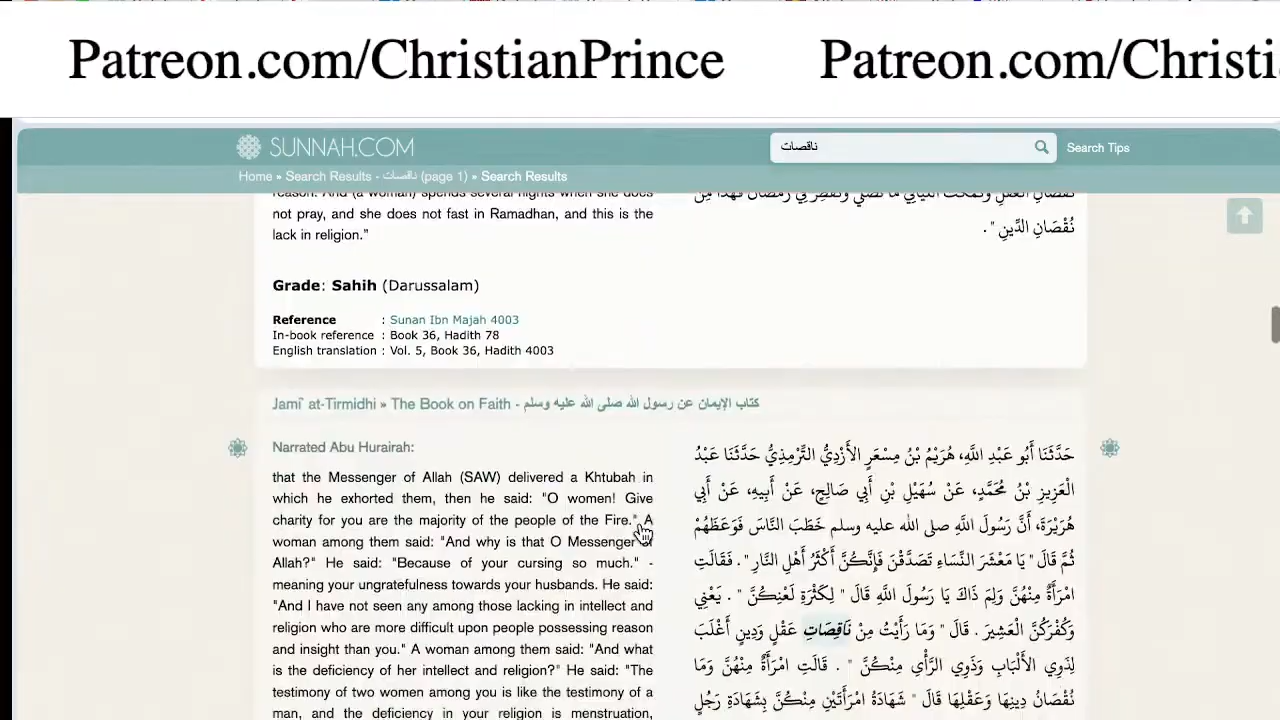 Patreon.com/ChristianPrince Patreon.com/Christi
SUNNAH.COM
ناقصات
Search Tips
Home » Search Results - ناقصات (page 1) » Search Results
reason. And (a woman) spends several nights when she does
not pray, and she does not fast in Ramadhan, and this is the
lack in religion.”
نُقْصَانِ الدِّينِ " .
Grade: Sahih (Darussalam)
Reference : Sunan Ibn Majah 4003
In-book reference : Book 36, Hadith 78
English translation : Vol. 5, Book 36, Hadith 4003
Jami` at-Tirmidhi » The Book on Faith - كتاب الإيمان عن رسول الله صلى الله عليه وسلم
Narrated Abu Hurairah:
that the Messenger of Allah (SAW) delivered a Khtubah in
which he exhorted them, then he said: "O women! Give
charity for you are the majority of the people of the Fire." A
woman among them said: "And why is that O Messenger of
Allah?" He said: "Because of your cursing so much." -
meaning your ungratefulness towards your husbands. He said:
"And I have not seen any among those lacking in intellect and
religion who are more difficult upon people possessing reason
and insight than you." A woman among them said: "And what
is the deficiency of her intellect and religion?" He said: "The
testimony of two women among you is like the testimony of a
man, and the deficiency in your religion is menstruation,
حَدَّثَنَا أَبُو عَبْدِ اللَّهِ، هُرَيْمُ بْنُ مِسْعَرٍ الأَزْدِيُّ التِّرْمِذِيُّ حَدَّثَنَا عَبْدُ
الْعَزِيزِ بْنُ مُحَمَّدٍ، عَنْ سُهَيْلِ بْنِ أَبِي صَالِحٍ، عَنْ أَبِيهِ، عَنْ أَبِي
هُرَيْرَةَ، أَنَّ رَسُولَ اللَّهِ صلى الله عليه وسلم خَطَبَ النَّاسَ فَوَعَظَهُمْ
ثُمَّ قَالَ " يَا مَعْشَرَ النِّسَاءِ تَصَدَّقْنَ فَإِنَّكُنَّ أَكْثَرُ أَهْلِ النَّارِ " . فَقَالَتِ
امْرَأَةٌ مِنْهُنَّ وَلِمَ ذَاكَ يَا رَسُولَ اللَّهِ قَالَ " لِكَثْرَةِ لَعْنِكُنَّ " . يَعْنِي
وَكُفْرَكُنَّ الْعَشِيرَ . قَالَ " وَمَا رَأَيْتُ مِنْ نَاقِصَاتِ عَقْلٍ وَدِينٍ أَغْلَبَ
لِذَوِي الأَلْبَابِ وَذَوِي الرَّأْىِ مِنْكُنَّ " . قَالَتِ امْرَأَةٌ مِنْهُنَّ وَمَا
نُقْصَانُ دِينِهَا وَعَقْلِهَا قَالَ " شَهَادَةُ امْرَأَتَيْنِ مِنْكُنَّ بِشَهَادَةِ رَجُلٍ